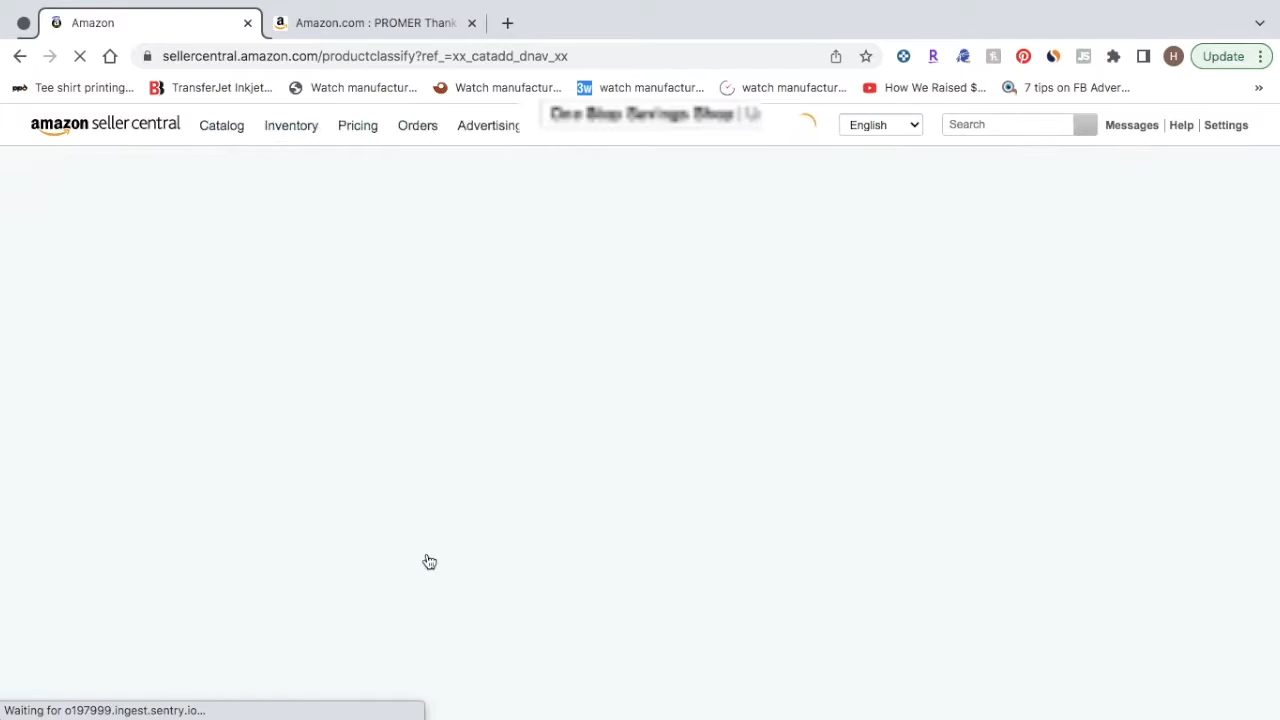 Amazon
Amazon.com : PROMER Thank
sellercentral.amazon.com/productclassify?ref_=xx_catadd_dnav_xx
R
JS
H
Update
Tee shirt printing...
TransferJet Inkjet...
Watch manufactur...
Watch manufactur...
3w watch manufactur...
watch manufactur...
How We Raised $...
7 tips on FB Adver...
»
amazon seller central
Catalog
Inventory
Pricing
Orders
Advertising
English
Search
Messages | Help | Settings
Waiting for o197999.ingest.sentry.io...